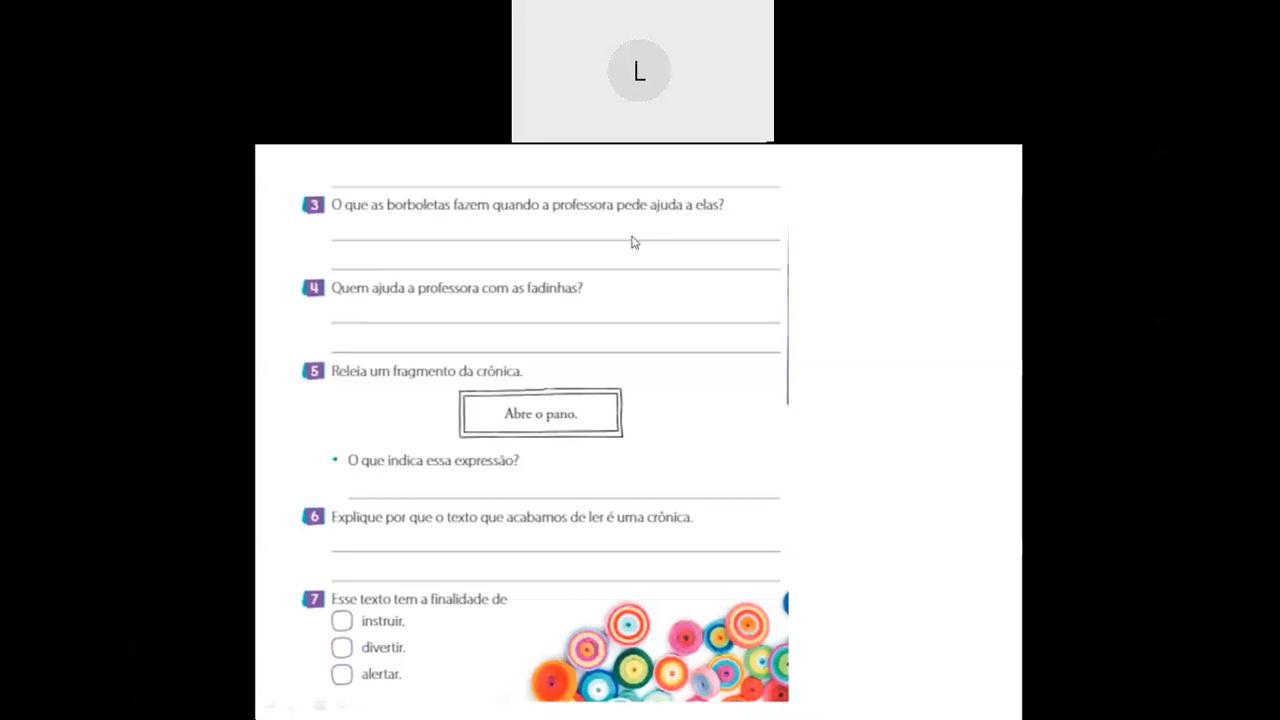 L
3 O que as borboletas fazem quando a professora pede ajuda a elas?
4 Quem ajuda a professora com as fadinhas?
5 Releia um fragmento da crônica.
Abre o pano.
• O que indica essa expressão?
6 Explique por que o texto que acabamos de ler é uma crônica.
7 Esse texto tem a finalidade de
instruir.
divertir.
alertar.